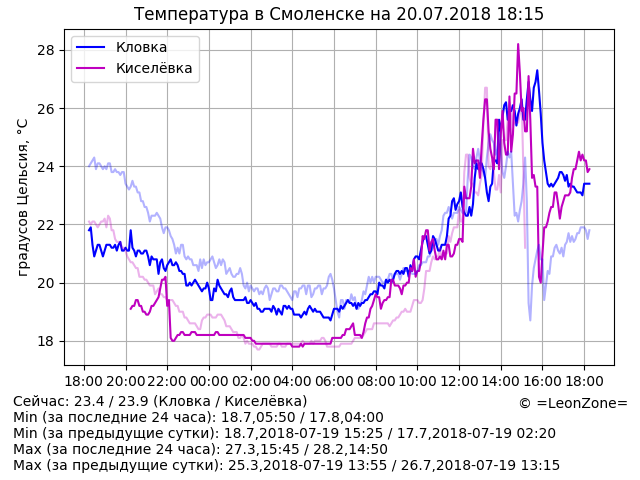 Температура в Смоленске на 20.07.2018 18:15
градусов Цельсия, °C
28
26
24
22
20
18
Кловка
Киселёвка
18:00 20:00 22:00 00:00 02:00 04:00 06:00 08:00 10:00 12:00 14:00 16:00 18:00
Сейчас: 23.4 / 23.9 (Кловка / Киселёвка)
© =LeonZone=
Min (за последние 24 часа): 18.7,05:50 / 17.8,04:00
Min (за предыдущие сутки): 18.7,2018-07-19 15:25 / 17.7,2018-07-19 02:20
Max (за последние 24 часа): 27.3,15:45 / 28.2,14:50
Max (за предыдущие сутки): 25.3,2018-07-19 13:55 / 26.7,2018-07-19 13:15